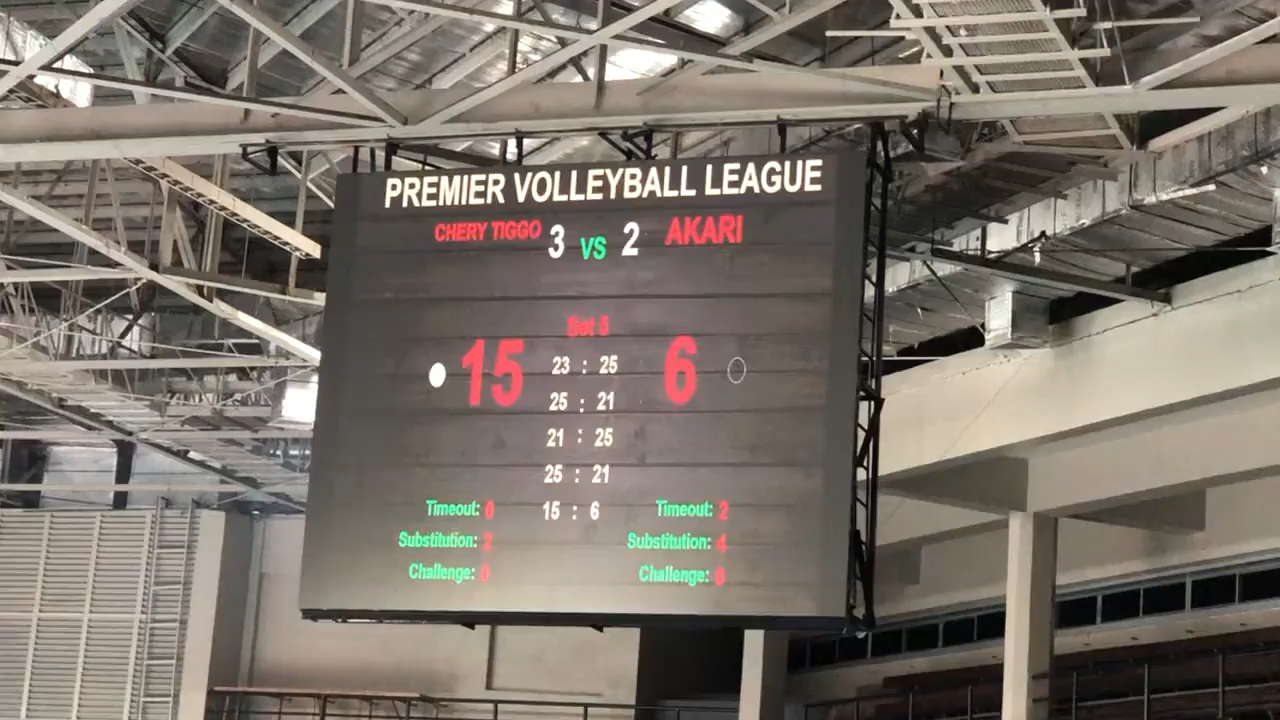 PREMIER VOLLEYBALL LEAGUE
CHERY TIGGO 3 VS 2 AKARI
Set 5
15 6
23 : 25
25 : 21
21 : 25
25 : 21
15 : 6
Timeout: 0 Timeout: 2
Substitution: 2 Substitution: 4
Challenge: 0 Challenge: 0